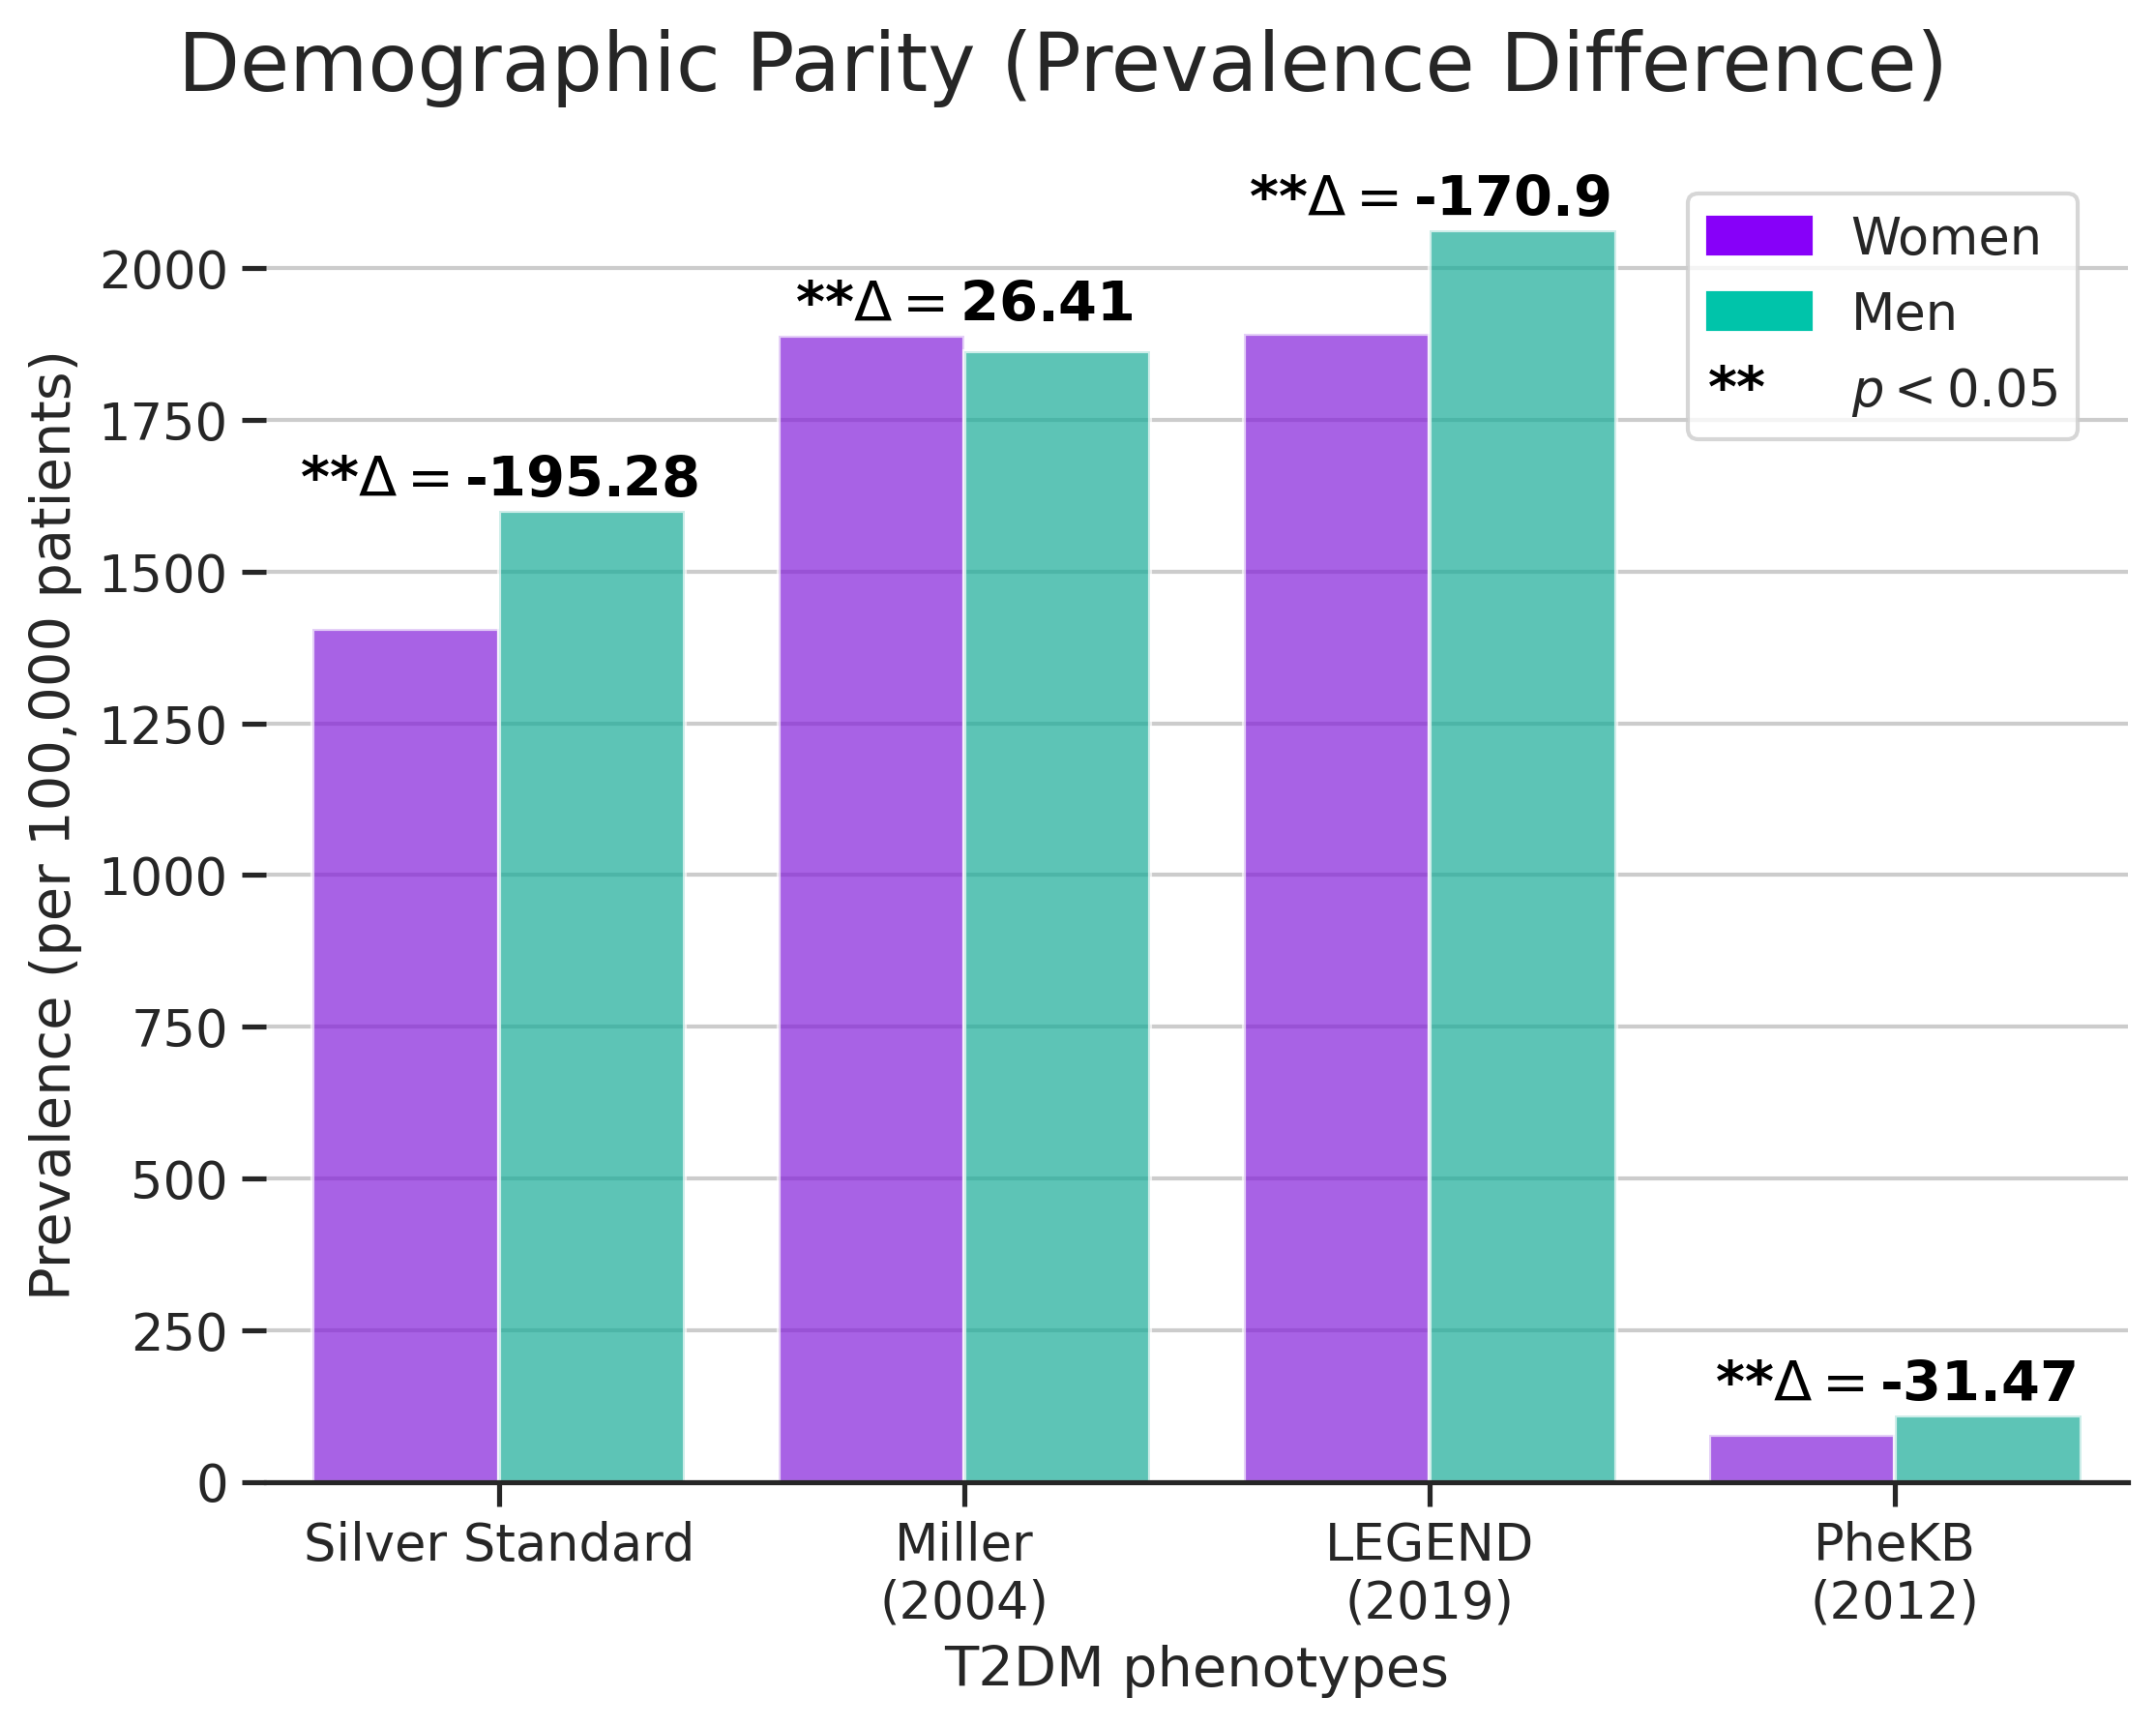 Demographic Parity (Prevalence Difference)
**Δ = -170.9
Women
Men
** p < 0.05
**Δ = 26.41
**Δ = -195.28
**Δ = -31.47
Prevalence (per 100,000 patients)
2000
1750
1500
1250
1000
750
500
250
0
Silver Standard
Miller
(2004)
LEGEND
(2019)
PheKB
(2012)
T2DM phenotypes